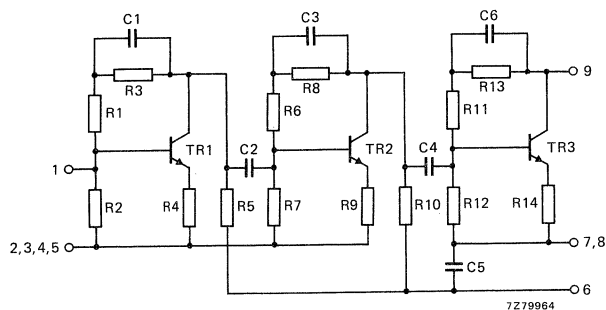 C1
C3
C6
R3
R8
R13
9
R1
R6
R11
TR1
TR2
TR3
C2
C4
1
R2
R4
R5
R7
R9
R10
R12
R14
2,3,4,5
7,8
C5
6
7Z79964